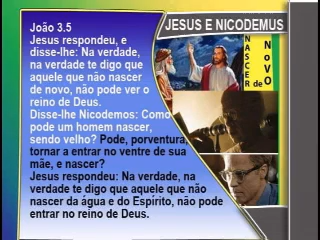 João 3.5
Jesus respondeu, e
disse-lhe: Na verdade,
na verdade te digo que
aquele que não nascer
de novo, não pode ver o
reino de Deus.
Disse-lhe Nicodemos: Como
pode um homem nascer,
sendo velho? Pode, porventura,
tornar a entrar no ventre de sua
mãe, e nascer?
Jesus respondeu: Na verdade, na
verdade te digo que aquele que não
nascer da água e do Espírito, não pode
entrar no reino de Deus.
JESUS E NICODEMUS
NASCER
de
NoVO